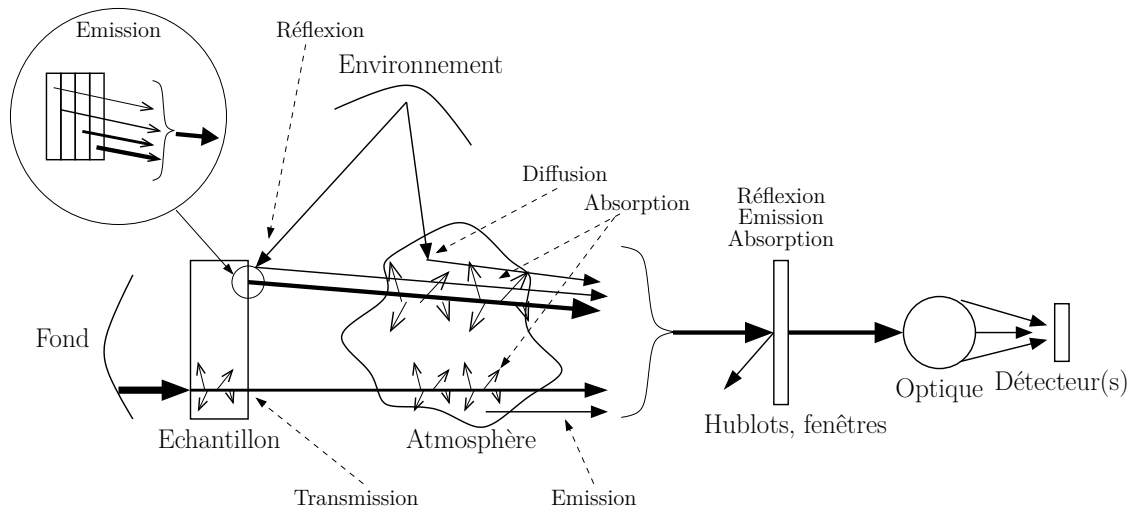 Emission
Réflexion
Environnement
Diffusion
Absorption
Réflexion
Emission
Absorption
Fond
Optique
Détecteur(s)
Hublots, fenêtres
Echantillon
Atmosphère
Transmission
Emission